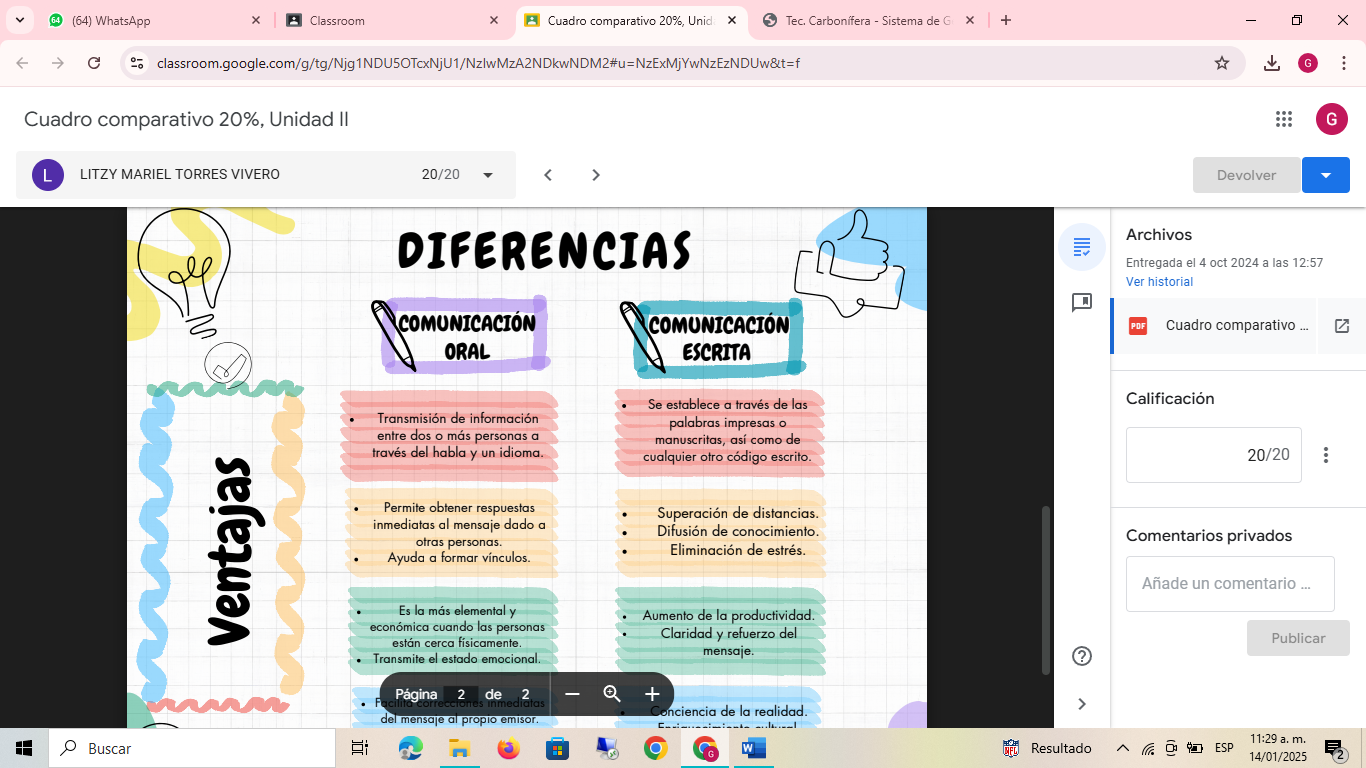 (64) WhatsApp
Classroom
Cuadro comparativo 20%, Unid
Tec. Carbonífera - Sistema de G
classroom.google.com/g/tg/Njg1NDU5OTcxNjU1/NzIwMzA2NDkwNDM2#u=NzExMjYwNzEzNDUw&t=f
G
Cuadro comparativo 20%, Unidad II
G
L
LITZY MARIEL TORRES VIVERO
20/20
Devolver
DIFERENCIAS
COMUNICACIÓN
ORAL
COMUNICACIÓN
ESCRITA
Ventajas
• Transmisión de información
entre dos o más personas a
través del habla y un idioma.
• Se establece a través de las
palabras impresas o
manuscritas, así como de
cualquier otro código escrito.
• Permite obtener respuestas
inmediatas al mensaje dado a
otras personas.
• Ayuda a formar vínculos.
• Superación de distancias.
• Difusión de conocimiento.
• Eliminación de estrés.
• Es la más elemental y
económica cuando las personas
están cerca físicamente.
• Transmite el estado emocional.
• Aumento de la productividad.
• Claridad y refuerzo del
mensaje.
• Facilita correcciones inmediatas
del mensaje al propio emisor.
• Conciencia de la realidad.
Enriquecimiento cultural
Página 2 de 2
Archivos
Entregada el 4 oct 2024 a las 12:57
Ver historial
PDF
Cuadro comparativo ...
Calificación
20/20
Comentarios privados
Añade un comentario ...
Publicar
Buscar
Resultado
ESP
11:29 a. m.
14/01/2025
2